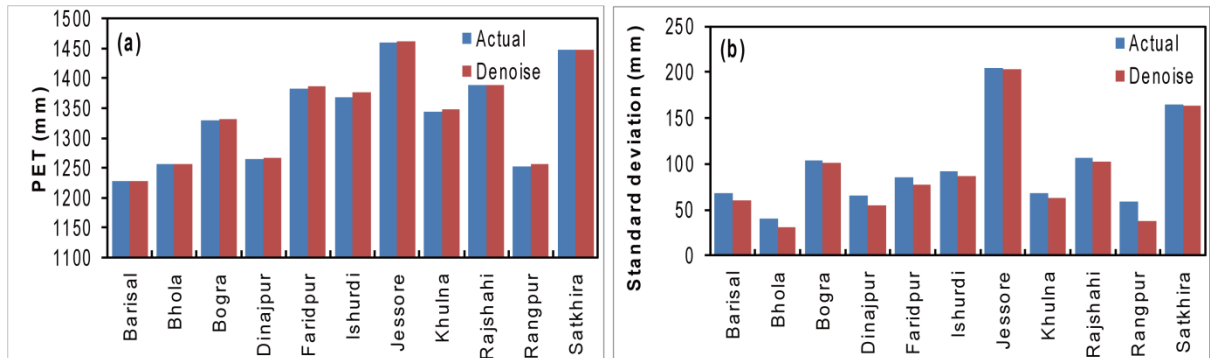 (a)
Actual
Denoise
PET (mm)
1500
1450
1400
1350
1300
1250
1200
1150
1100
Barisal
Bhola
Bogra
Dinajpur
Faridpur
Ishurdi
Jessore
Khulna
Rajshahi
Rangpur
Satkhira
(b)
Actual
Denoise
Standard deviation (mm)
250
200
150
100
50
0
Barisal
Bhola
Bogra
Dinajpur
Faridpur
Ishurdi
Jessore
Khulna
Rajshahi
Rangpur
Satkhira